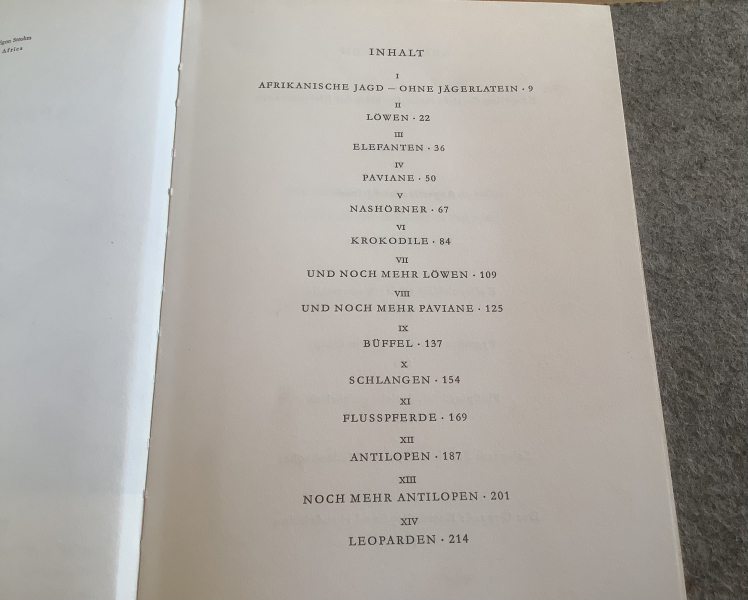 Africa
INHALT
I
AFRIKANISCHE JAGD – OHNE JÄGERLATEIN · 9
II
LÖWEN · 22
III
ELEFANTEN · 36
IV
PAVIANE · 50
V
NASHÖRNER · 67
VI
KROKODILE · 84
VII
UND NOCH MEHR LÖWEN · 109
VIII
UND NOCH MEHR PAVIANE · 125
IX
BÜFFEL · 137
X
SCHLANGEN · 154
XI
FLUSSPFERDE · 169
XII
ANTILOPEN · 187
XIII
NOCH MEHR ANTILOPEN · 201
XIV
LEOPARDEN · 214